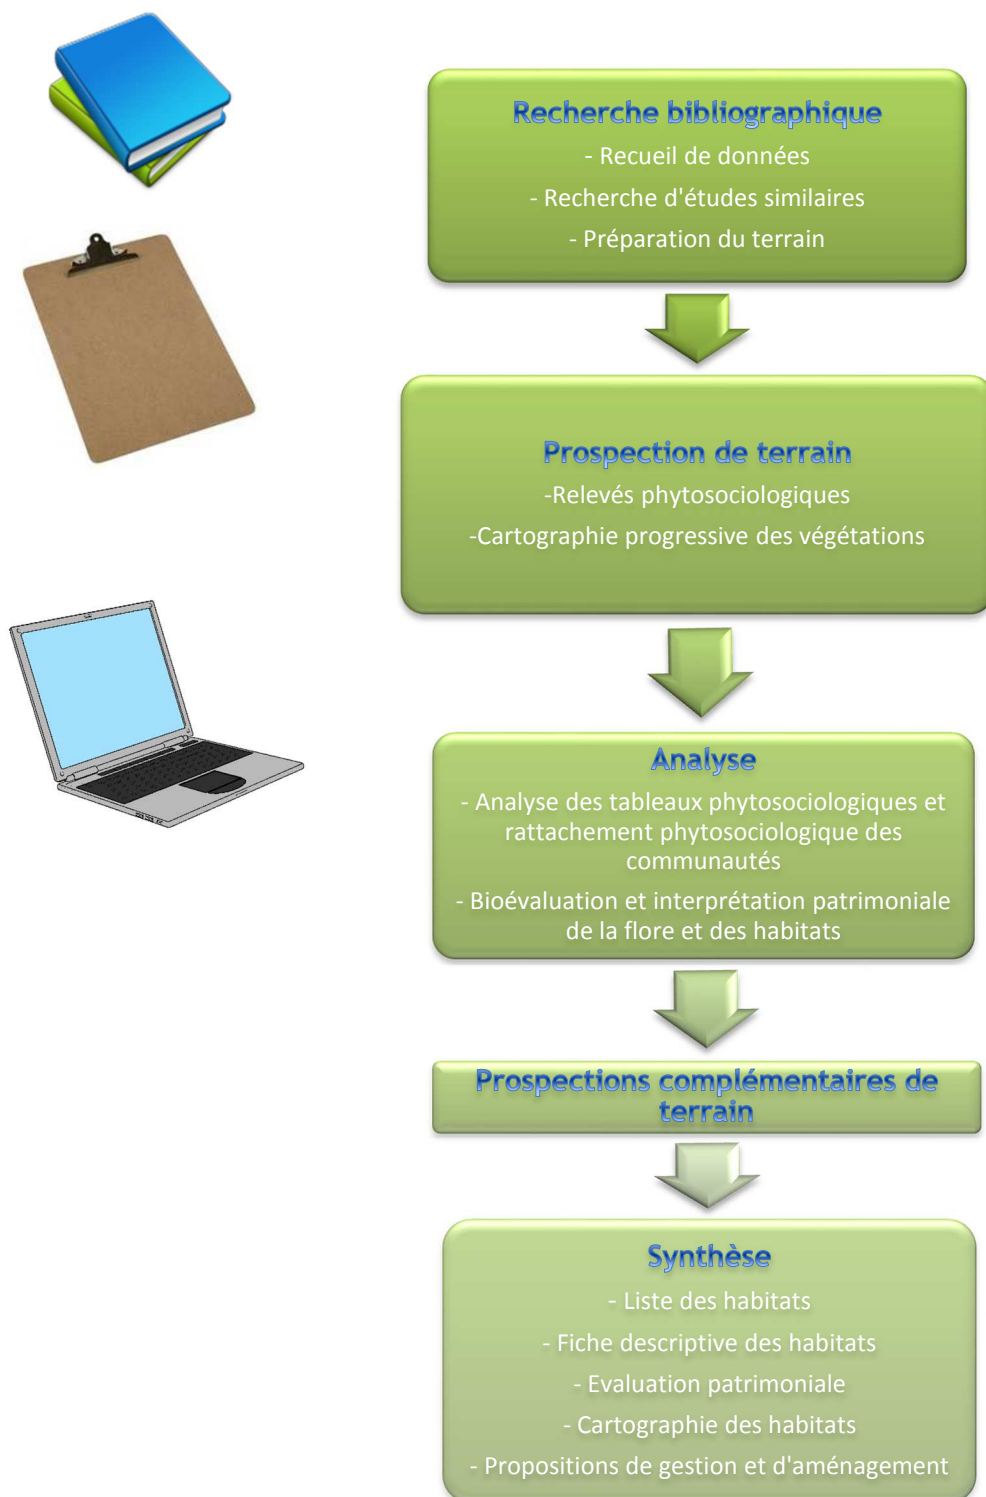 Recherche bibliographique
- Recueil de données
- Recherche d'études similaires
- Préparation du terrain
Prospection de terrain
-Relevés phytosociologiques
-Cartographie progressive des végétations
Analyse
- Analyse des tableaux phytosociologiques et
rattachement phytosociologique des
communautés
- Bioévaluation et interprétation patrimoniale
de la flore et des habitats
Prospections complémentaires de
terrain
Synthèse
- Liste des habitats
- Fiche descriptive des habitats
- Evaluation patrimoniale
- Cartographie des habitats
- Propositions de gestion et d'aménagement